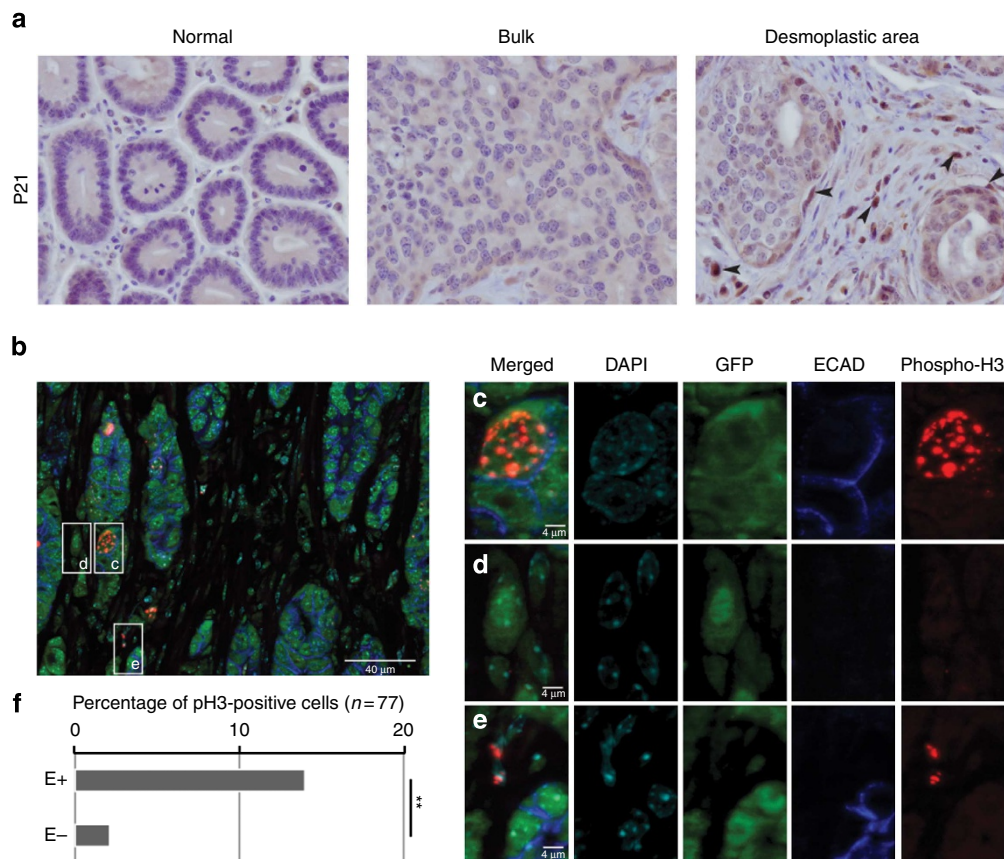 a
Normal Bulk Desmoplastic area
P21
b
Merged DAPI GFP ECAD Phospho-H3
c
4 μm
d
4 μm
e
4 μm
d c
e
40 μm
f
Percentage of pH3-positive cells (n=77)
0 10 20
E+
**
E–